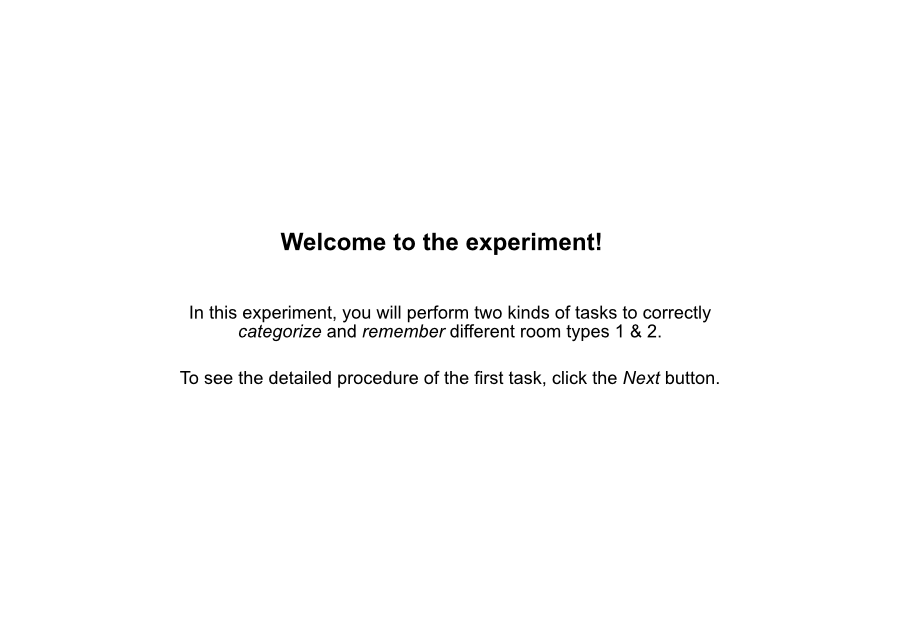 Welcome to the experiment!
In this experiment, you will perform two kinds of tasks to correctly
categorize and remember different room types 1 & 2.
To see the detailed procedure of the first task, click the Next button.